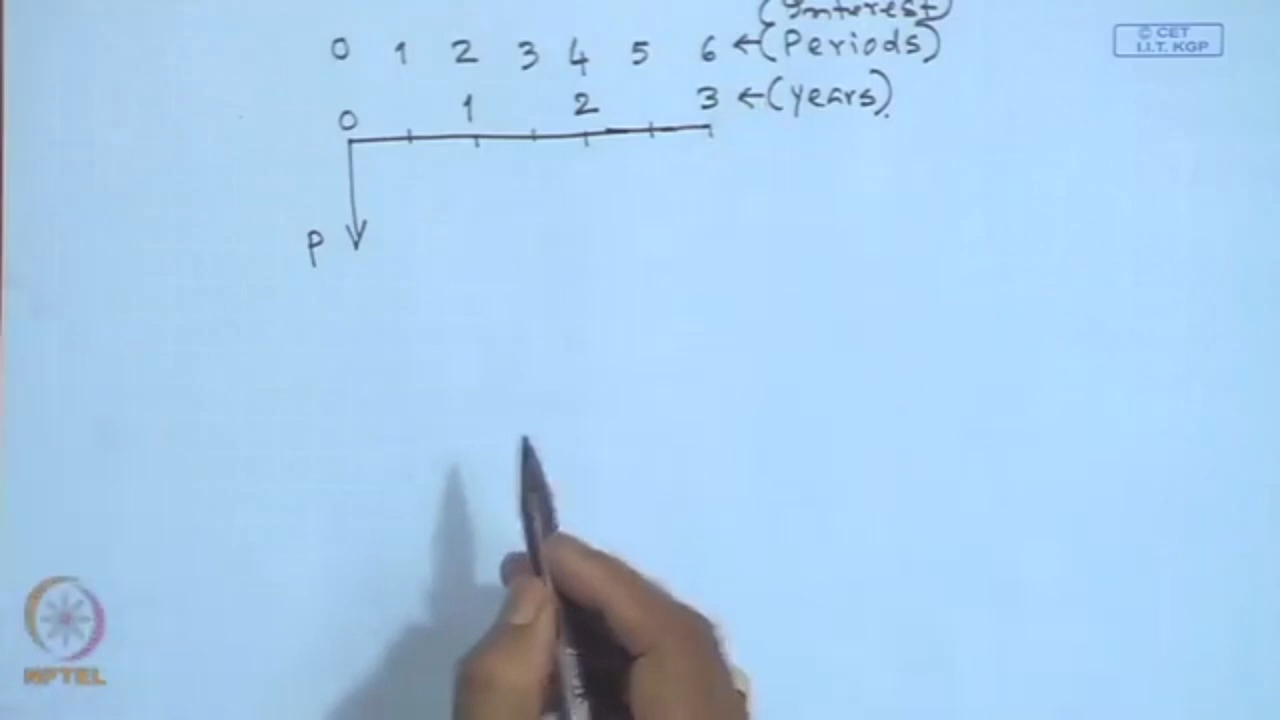 (Interest)
0 1 2 3 4 5 6 ←(Periods)
0 1 2 3 ←(years).
P
© CET
I.I.T. KGP
NPTEL